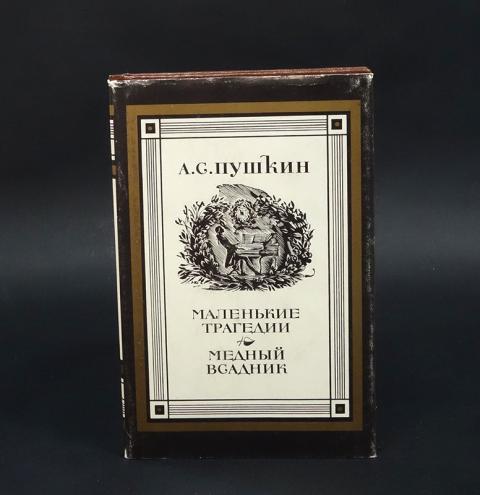 А.С.ПУШКИН
МАЛЕНЬКИЕ
ТРАГЕДИИ
МЕДНЫЙ
ВСАДНИК